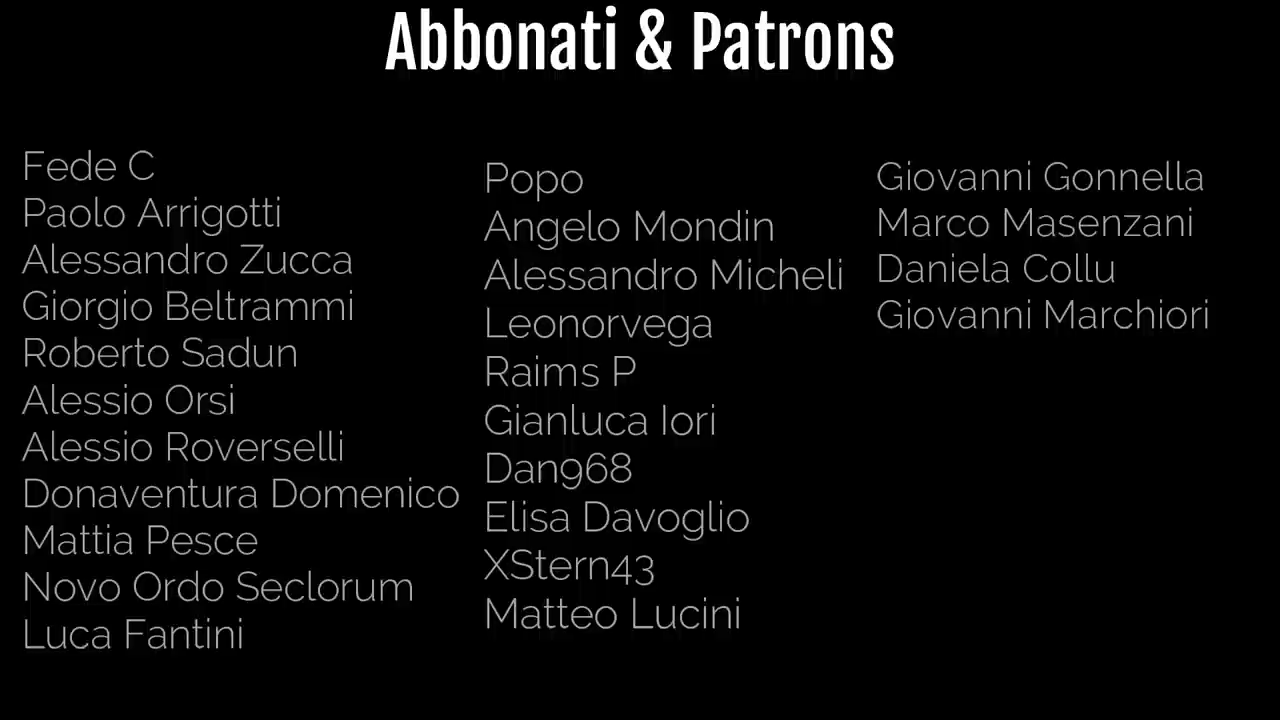 Abbonati & Patrons
Fede C
Paolo Arrigotti
Alessandro Zucca
Giorgio Beltrammi
Roberto Sadun
Alessio Orsi
Alessio Roverselli
Donaventura Domenico
Mattia Pesce
Novo Ordo Seclorum
Luca Fantini
Popo
Angelo Mondin
Alessandro Micheli
Leonorvega
Raims P
Gianluca Iori
Dan968
Elisa Davoglio
XStern43
Matteo Lucini
Giovanni Gonnella
Marco Masenzani
Daniela Collu
Giovanni Marchiori